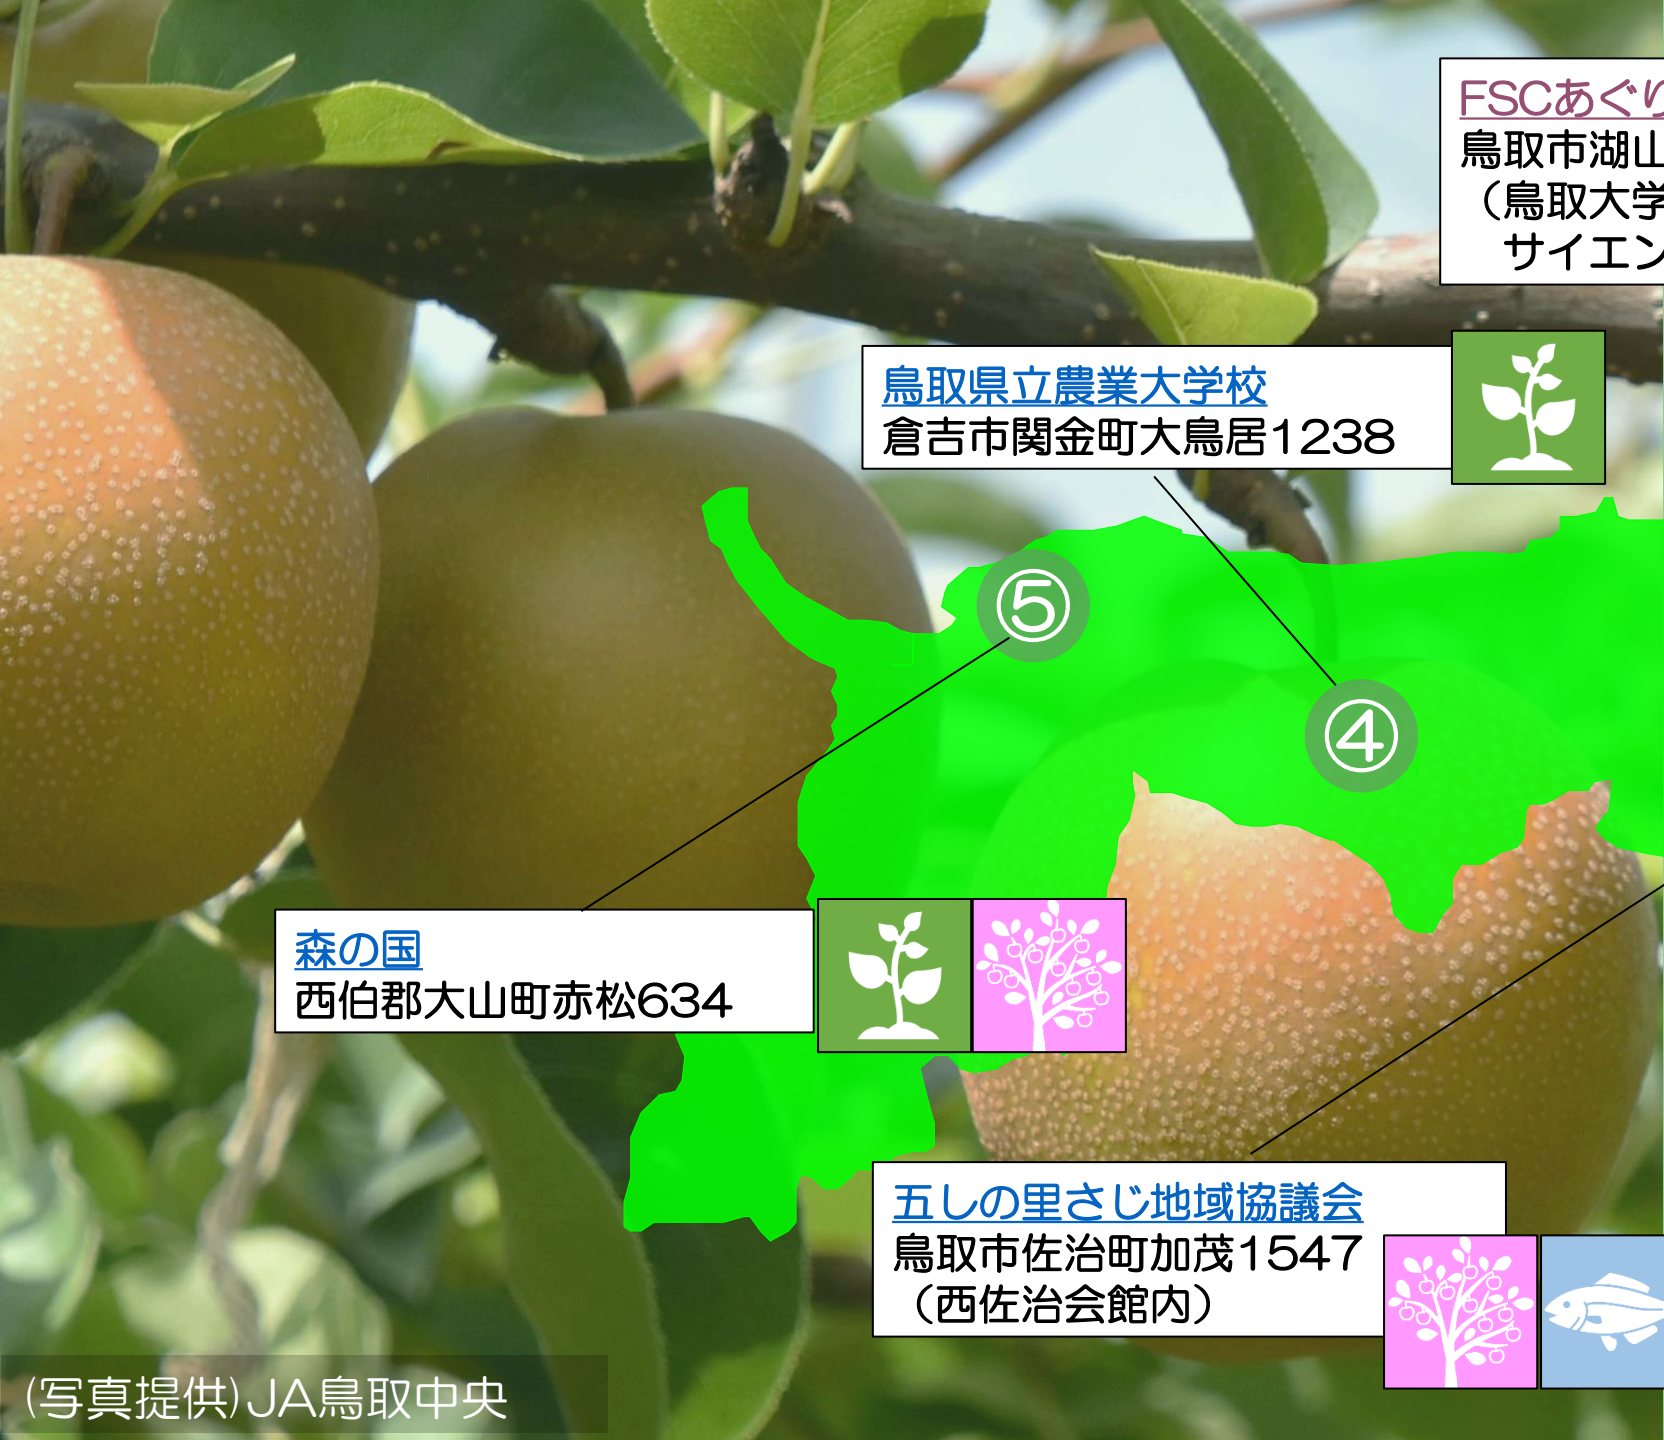 FSCあぐり
鳥取市湖山
（鳥取大学
サイエン
鳥取県立農業大学校
倉吉市関金町大鳥居1238
⑤
④
森の国
西伯郡大山町赤松634
五しの里さじ地域協議会
鳥取市佐治町加茂1547
（西佐治会館内）
(写真提供)JA鳥取中央